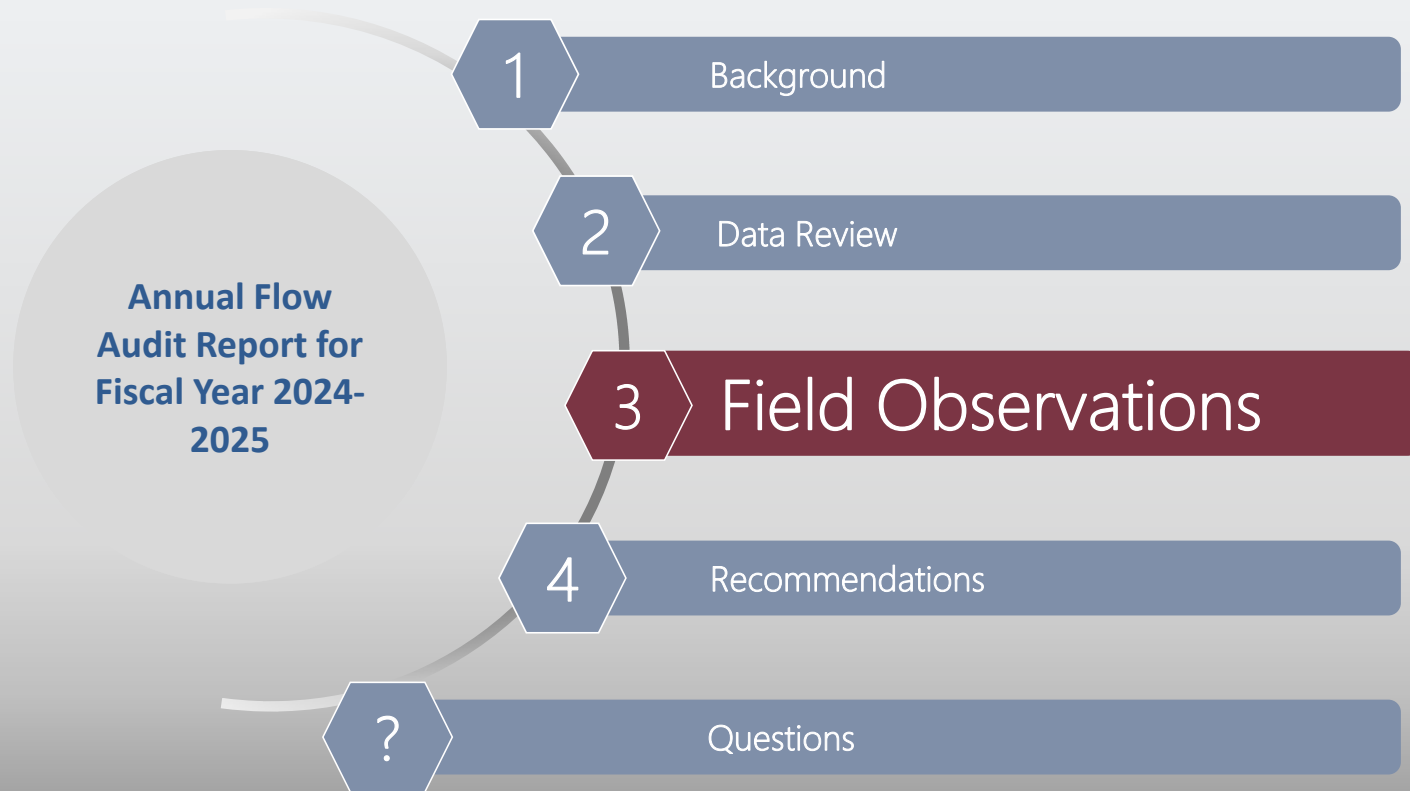 Annual Flow
Audit Report for
Fiscal Year 2024-
2025
1
Background
2
Data Review
3
Field Observations
4
Recommendations
?
Questions